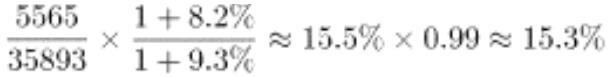 5565/35893 × (1 + 8.2%)/(1 + 9.3%) ≈ 15.5% × 0.99 ≈ 15.3%